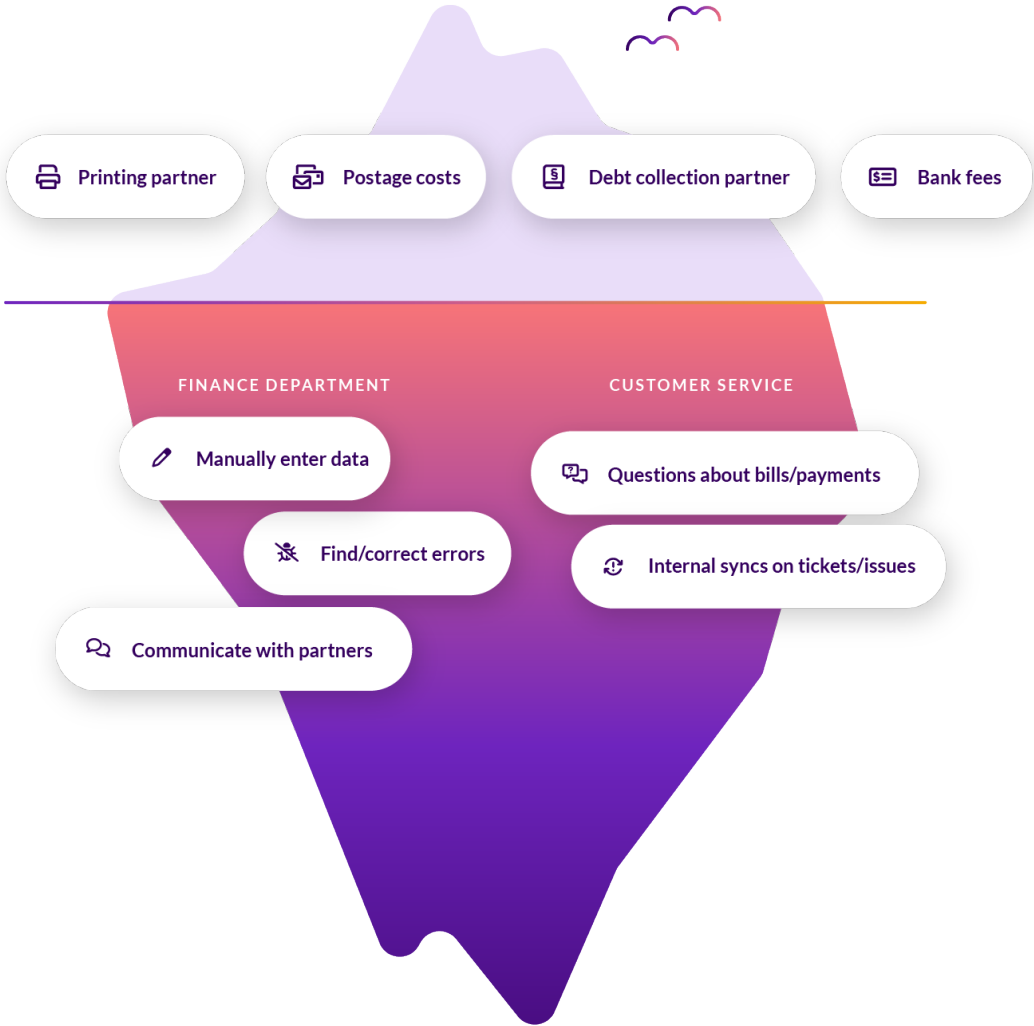 Printing partner
Postage costs
Debt collection partner
Bank fees
FINANCE DEPARTMENT
CUSTOMER SERVICE
Manually enter data
Questions about bills/payments
Find/correct errors
Internal syncs on tickets/issues
Communicate with partners